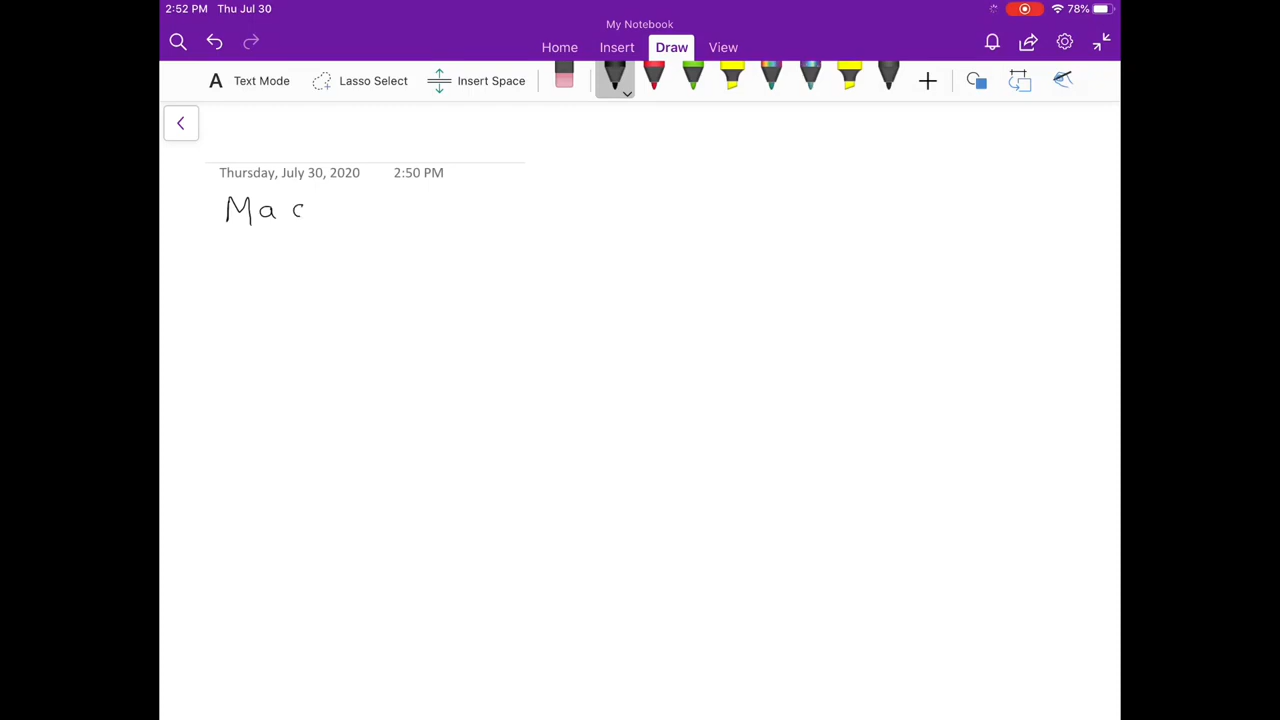 2:52 PM Thu Jul 30 78%
My Notebook
Home Insert Draw View
A Text Mode Lasso Select Insert Space
Thursday, July 30, 2020 2:50 PM
Ma c